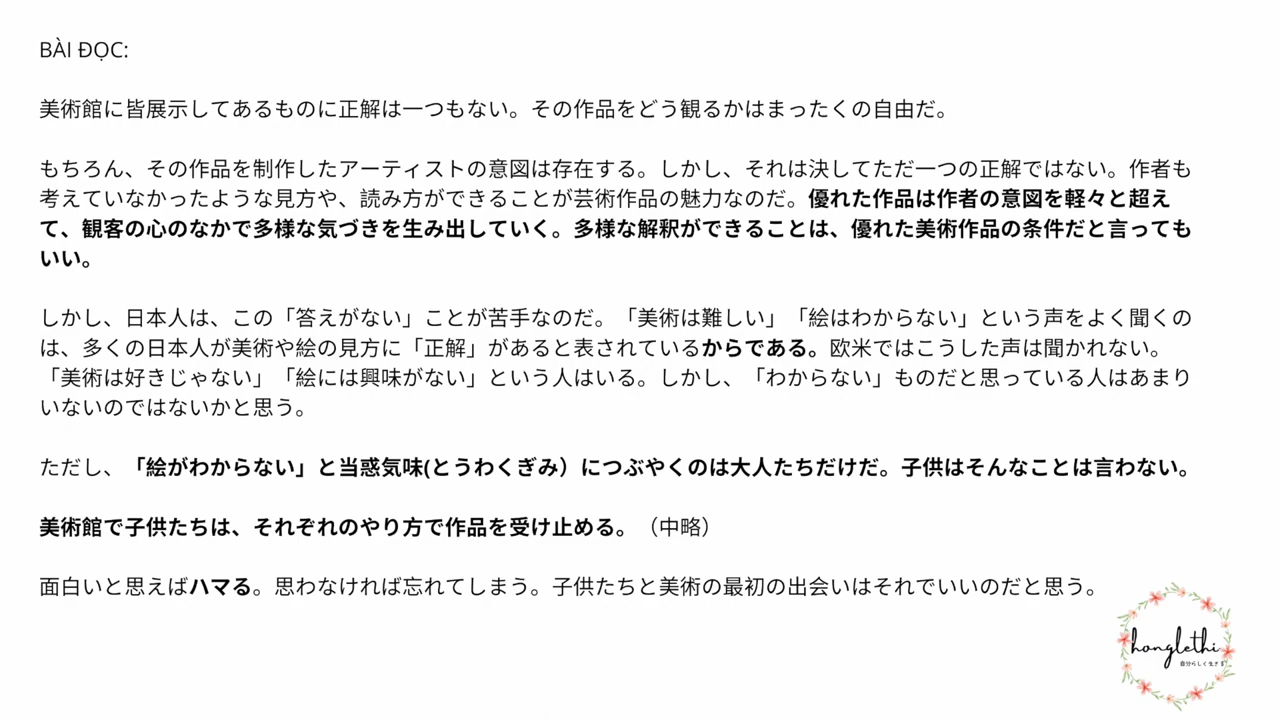 BÀI ĐỌC:
美術館に皆展示してあるものに正解は一つもない。その作品をどう観るかはまったくの自由だ。
もちろん、その作品を制作したアーティストの意図は存在する。しかし、それは決してただ一つの正解ではない。作者も
考えていなかったような見方や、読み方ができることが芸術作品の魅力なのだ。優れた作品は作者の意図を軽々と超え
て、観客の心のなかで多様な気づきを生み出していく。多様な解釈ができることは、優れた美術作品の条件だと言っても
いい。
しかし、日本人は、この「答えがない」ことが苦手なのだ。「美術は難しい」「絵はわからない」という声をよく聞くの
は、多くの日本人が美術や絵の見方に「正解」があると表されているからである。欧米ではこうした声は聞かれない。
「美術は好きじゃない」「絵には興味がない」という人はいる。しかし、「わからない」ものだと思っている人はあまり
いないのではないかと思う。
ただし、「絵がわからない」と当惑気味(とうわくぎみ）につぶやくのは大人たちだけだ。子供はそんなことは言わない。
美術館で子供たちは、それぞれのやり方で作品を受け止める。（中略）
面白いと思えばハマる。思わなければ忘れてしまう。子供たちと美術の最初の出会いはそれでいいのだと思う。
honglethi
自分らしく生きる